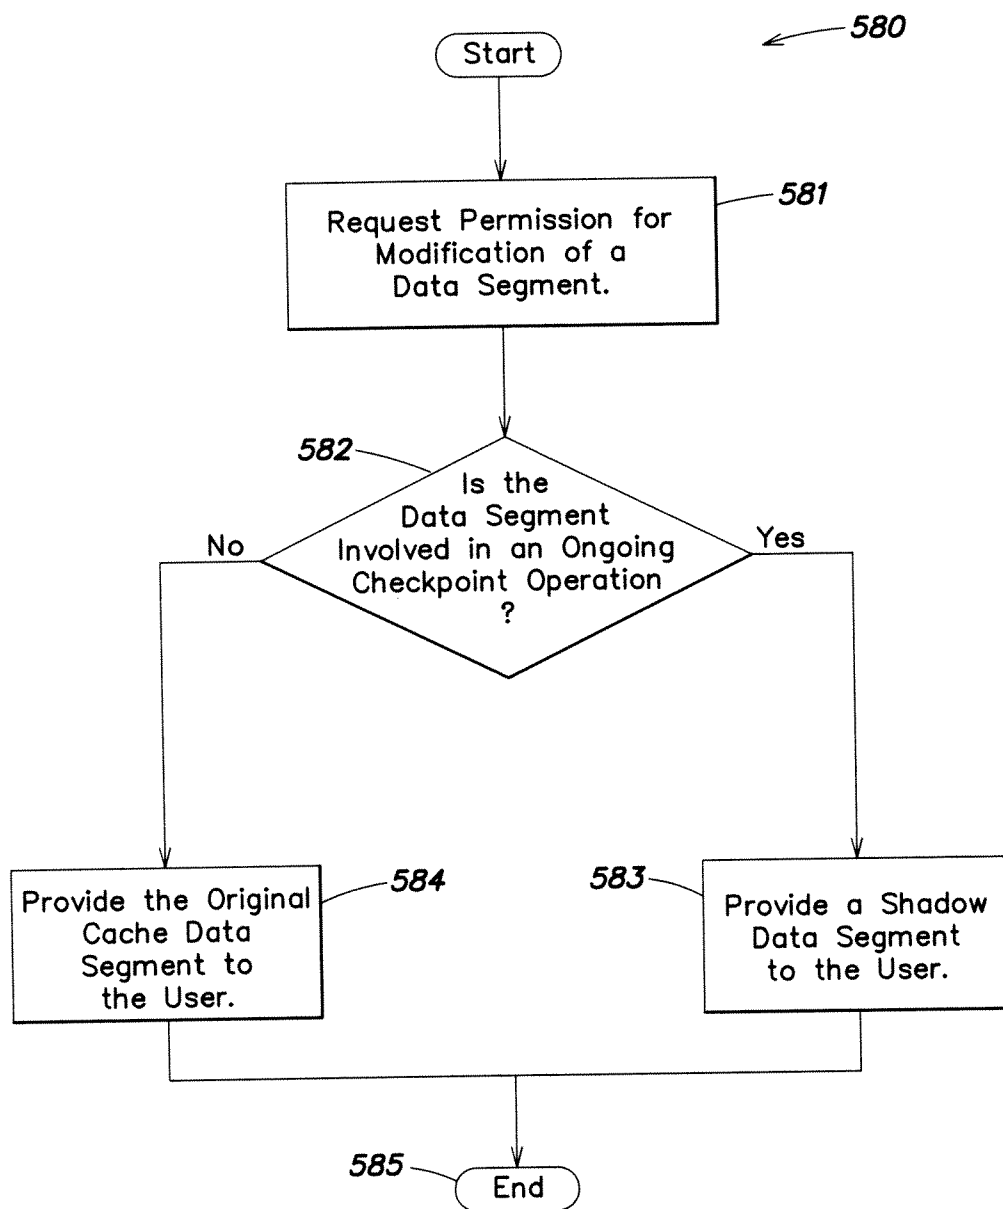 580
Start
581
Request Permission for
Modification of a
Data Segment.
582
Is the
Data Segment
Involved in an Ongoing
Checkpoint Operation
?
No
Yes
584
Provide the Original
Cache Data
Segment to
the User.
583
Provide a Shadow
Data Segment
to the User.
585
End